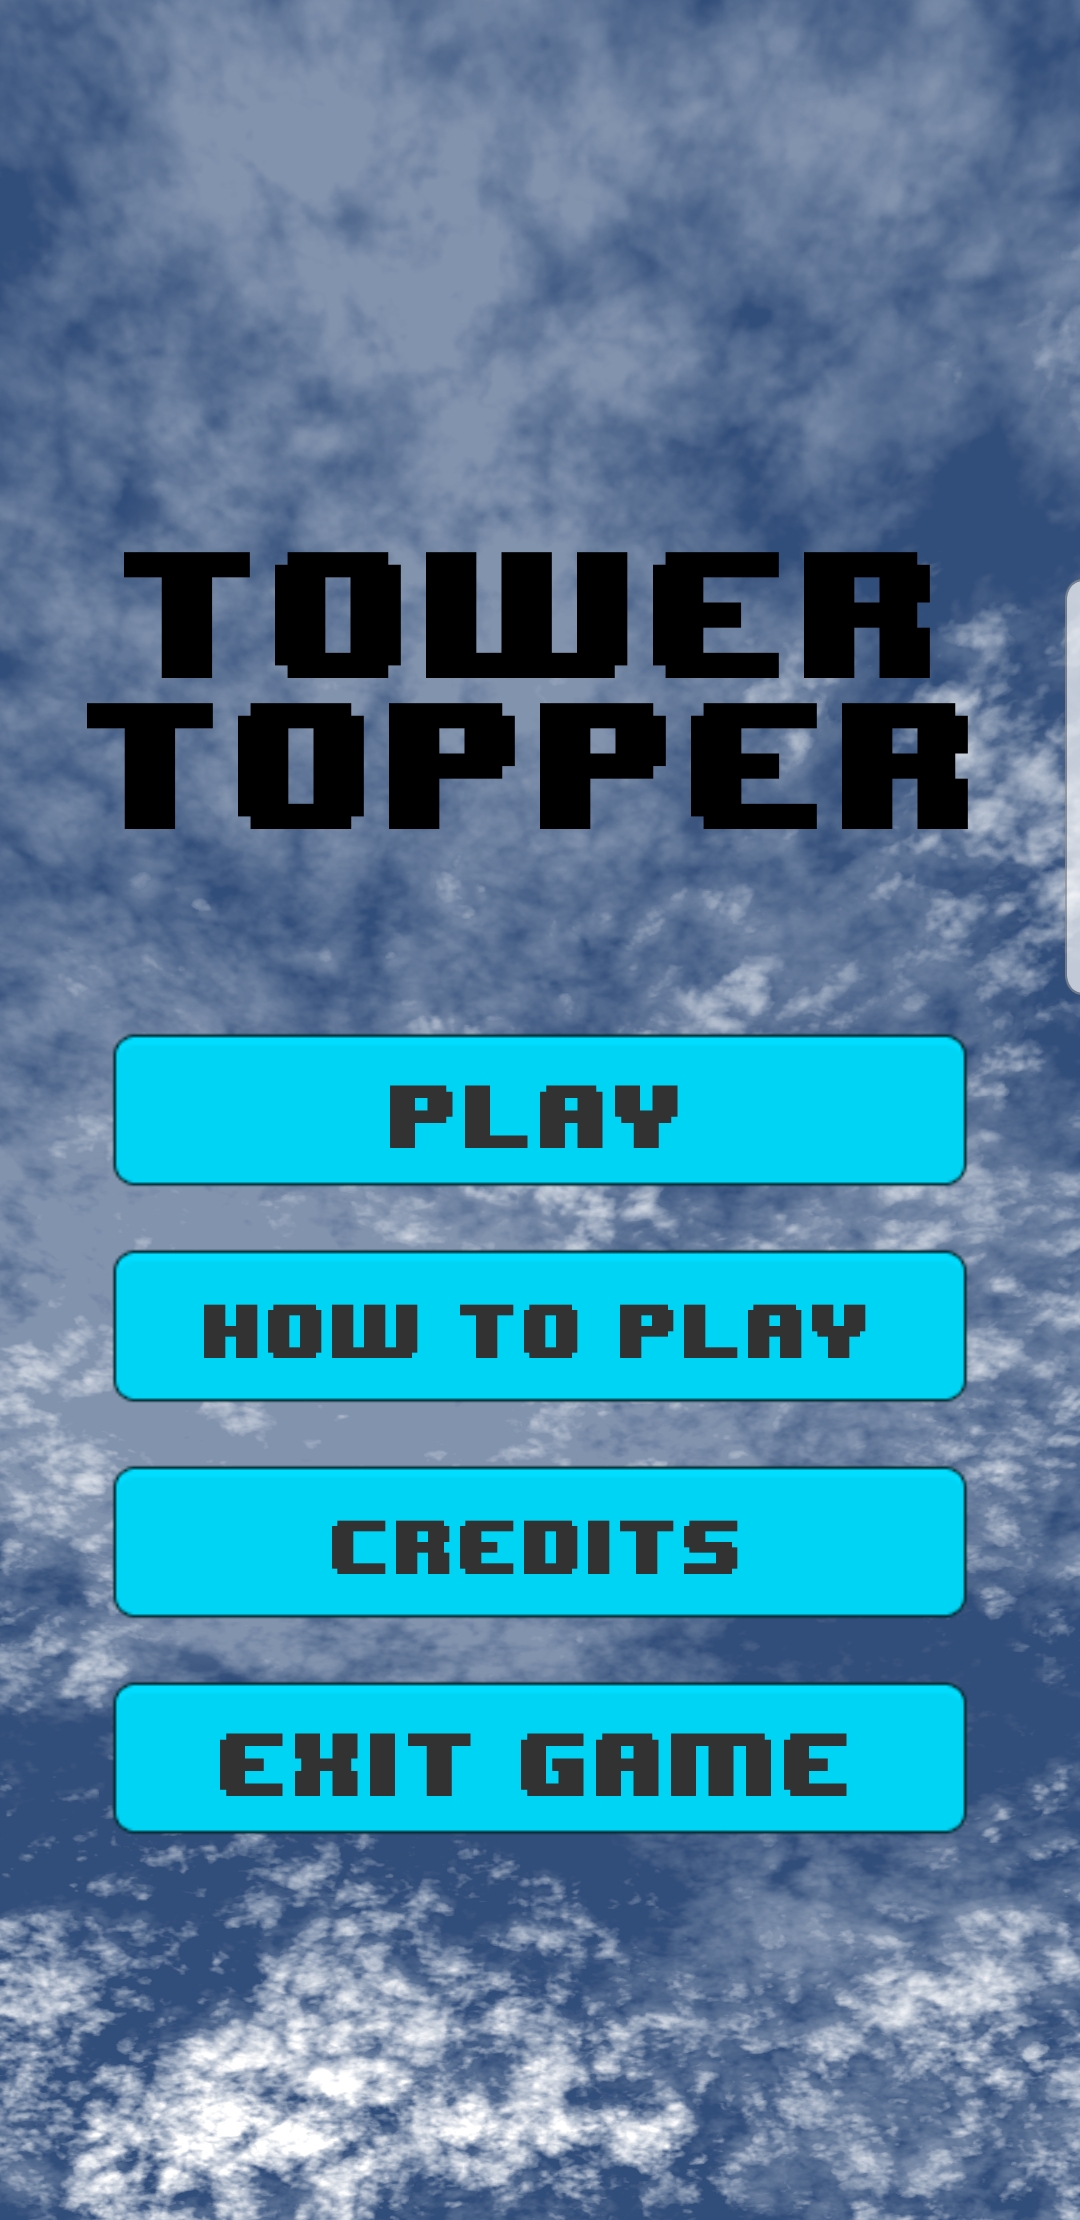 TOWER
TOPPER
PLAY
HOW TO PLAY
CREDITS
EXIT GAME